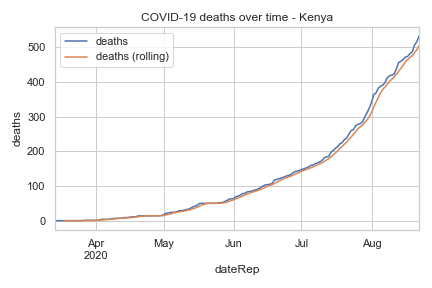 COVID-19 deaths over time - Kenya
deaths
deaths (rolling)
500
400
300
200
100
0
deaths
Apr
2020
May
Jun
Jul
Aug
dateRep